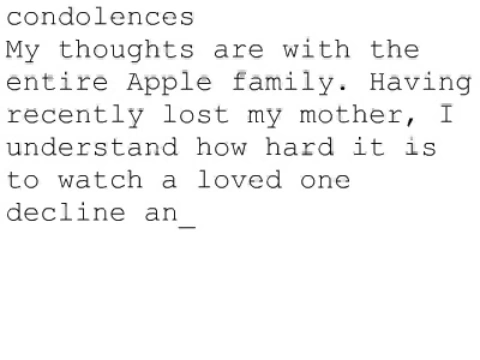 condolences
My thoughts are with the
entire Apple family. Having
recently lost my mother, I
understand how hard it is
to watch a loved one
decline an_